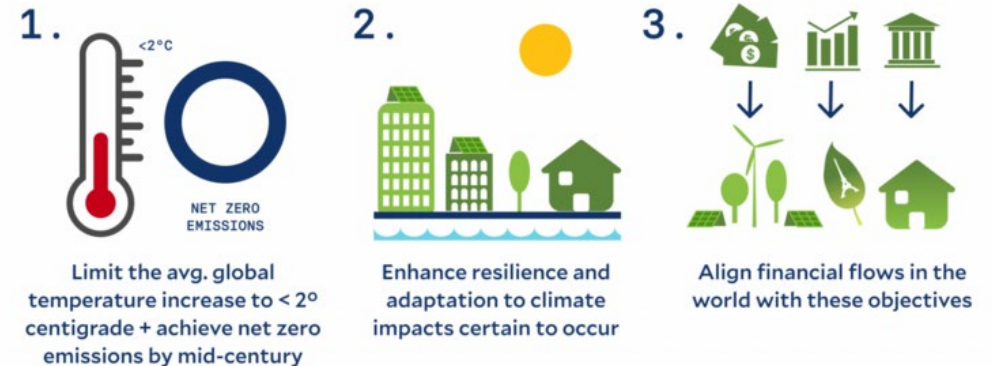 1.
<2°C
NET ZERO
EMISSIONS
Limit the avg. global
temperature increase to < 2º
centigrade + achieve net zero
emissions by mid-century
2.
Enhance resilience and
adaptation to climate
impacts certain to occur
3.
$
Align financial flows in the
world with these objectives